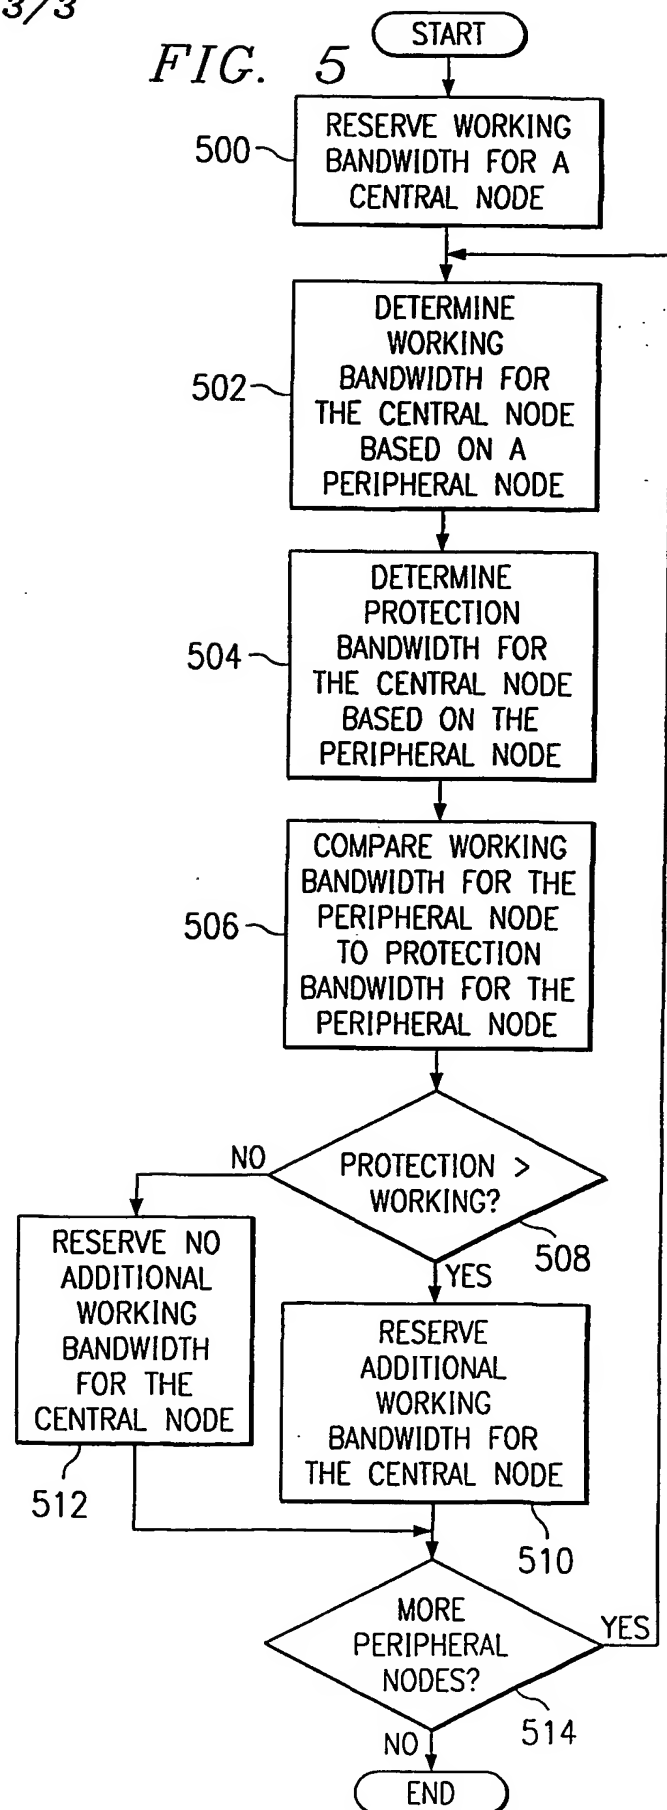 3/3
FIG. 5
START
500
RESERVE WORKING
BANDWIDTH FOR A
CENTRAL NODE
502
DETERMINE
WORKING
BANDWIDTH FOR
THE CENTRAL NODE
BASED ON A
PERIPHERAL NODE
504
DETERMINE
PROTECTION
BANDWIDTH FOR
THE CENTRAL NODE
BASED ON THE
PERIPHERAL NODE
506
COMPARE WORKING
BANDWIDTH FOR THE
PERIPHERAL NODE
TO PROTECTION
BANDWIDTH FOR THE
PERIPHERAL NODE
NO
PROTECTION >
WORKING?
508
YES
RESERVE NO
ADDITIONAL
WORKING
BANDWIDTH
FOR THE
CENTRAL NODE
512
RESERVE
ADDITIONAL
WORKING
BANDWIDTH FOR
THE CENTRAL NODE
510
MORE
PERIPHERAL
NODES?
YES
514
NO
END